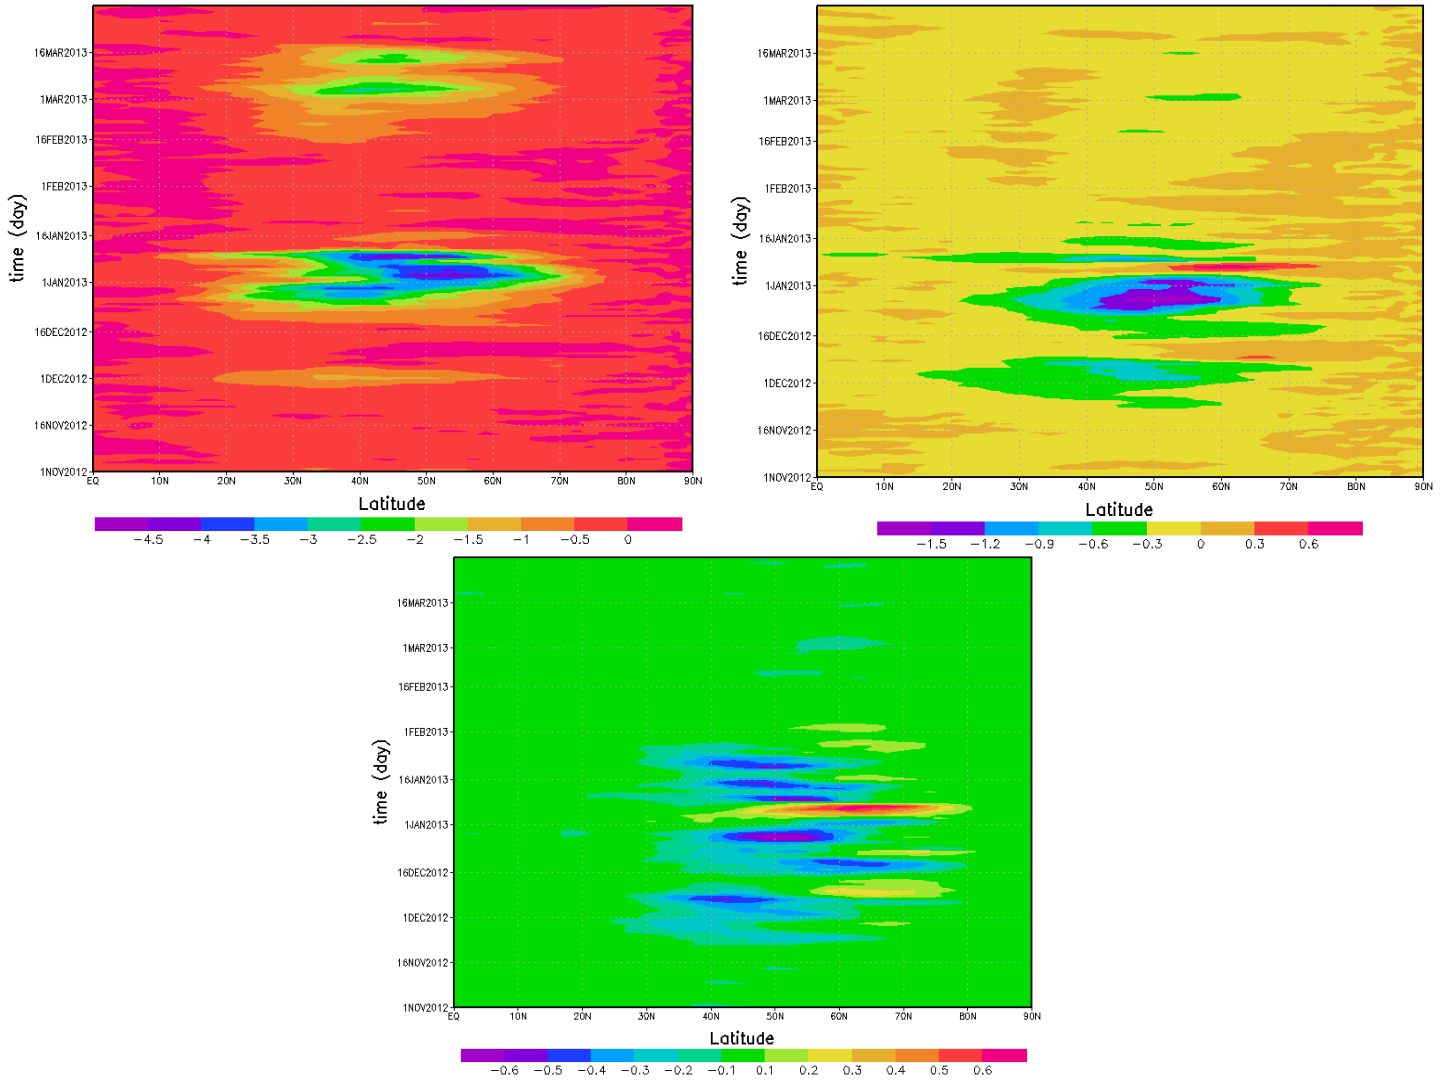 time (day)
16MAR2013
1MAR2013
16FEB2013
1FEB2013
16JAN2013
1JAN2013
16DEC2012
1DEC2012
16NOV2012
1NOV2012
EQ 10N 20N 30N 40N 50N 60N 70N 80N 90N
Latitude
-4.5 -4 -3.5 -3 -2.5 -2 -1.5 -1 -0.5 0
time (day)
16MAR2013
1MAR2013
16FEB2013
1FEB2013
16JAN2013
1JAN2013
16DEC2012
1DEC2012
16NOV2012
1NOV2012
EQ 10N 20N 30N 40N 50N 60N 70N 80N 90N
Latitude
-1.5 -1.2 -0.9 -0.6 -0.3 0 0.3 0.6
time (day)
16MAR2013
1MAR2013
16FEB2013
1FEB2013
16JAN2013
1JAN2013
16DEC2012
1DEC2012
16NOV2012
1NOV2012
EQ 10N 20N 30N 40N 50N 60N 70N 80N 90N
Latitude
-0.6 -0.5 -0.4 -0.3 -0.2 -0.1 0.1 0.2 0.3 0.4 0.5 0.6